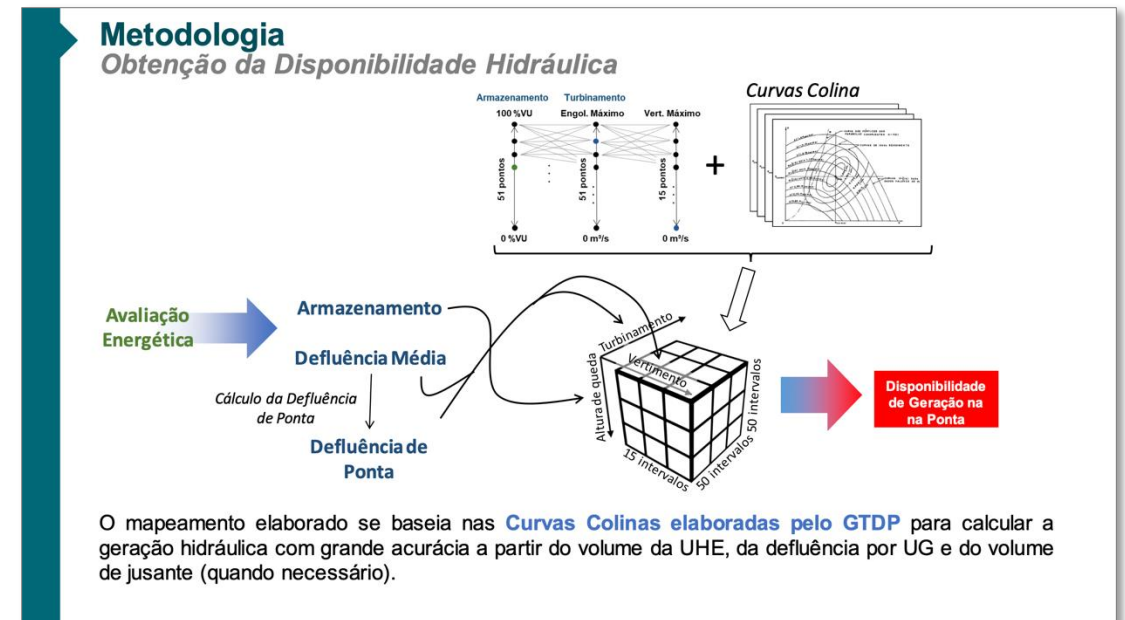 Metodologia
Obtenção da Disponibilidade Hidráulica
Armazenamento
Turbinamento
100 %VU
Engol. Máximo
Vert. Máximo
51 pontos
51 pontos
15 pontos
0 %VU
0 m³/s
0 m³/s
+
Curvas Colina
Avaliação
Energética
Armazenamento
Defluência Média
Cálculo da Defluência
de Ponta
Defluência de
Ponta
Turbinamento
Vertimento
Altura de queda
15 intervalos
50 intervalos
50 intervalos
Disponibilidade
de Geração na
na Ponta
O mapeamento elaborado se baseia nas Curvas Colinas elaboradas pelo GTDP para calcular a
geração hidráulica com grande acurácia a partir do volume da UHE, da defluência por UG e do volume
de jusante (quando necessário).